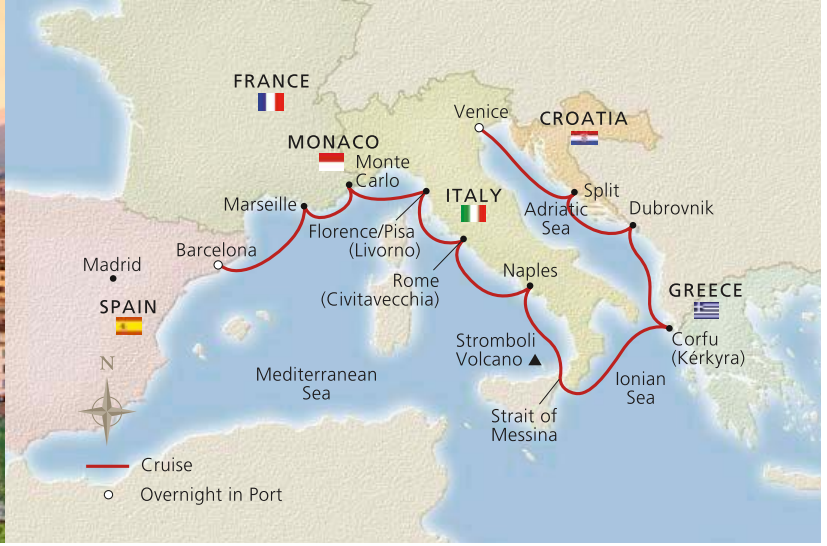 FRANCE
MONACO
Monte
Carlo
Marseille
Barcelona
Madrid
SPAIN
N
Venice
CROATIA
Split
Adriatic
Sea
Dubrovnik
ITALY
Florence/Pisa
(Livorno)
Rome
(Civitavecchia)
Naples
GREECE
Corfu
(Kérkyra)
Stromboli
Volcano
Ionian
Sea
Mediterranean
Sea
Strait of
Messina
Cruise
Overnight in Port